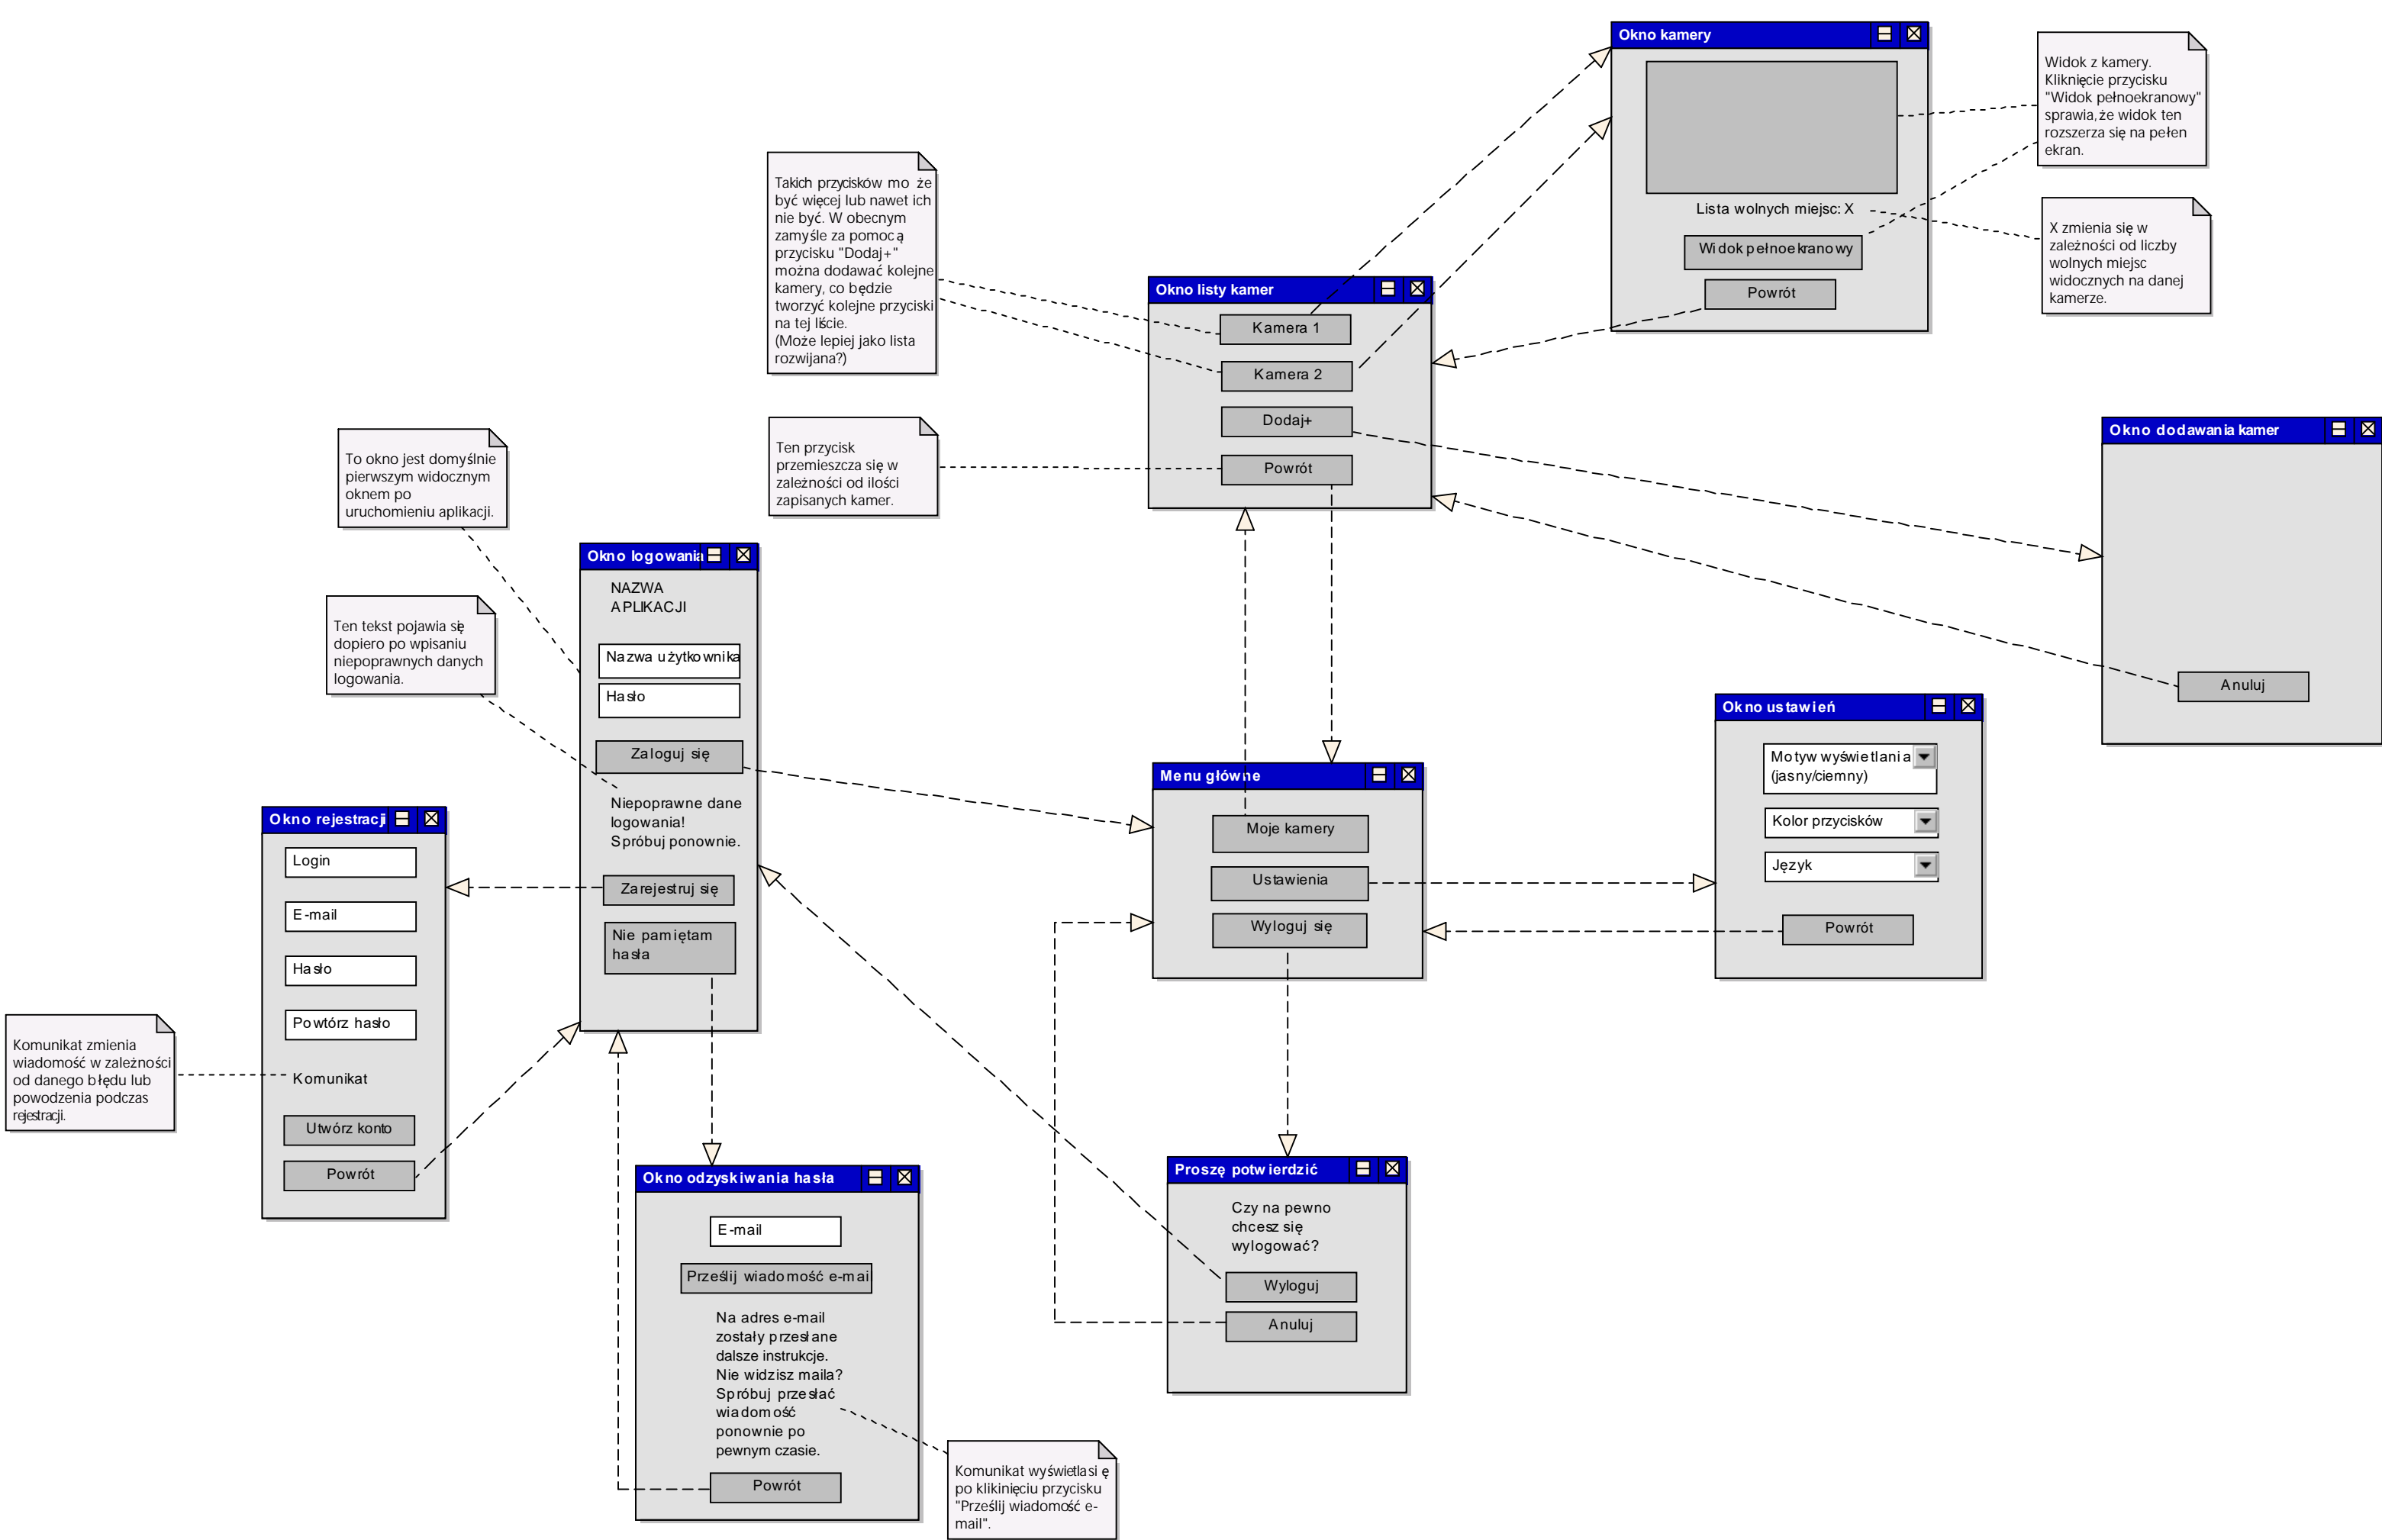 Okno kamery
Lista wolnych miejsc: X
Widok pełnoekranowy
Powrót
Widok z kamery.
Kliknięcie przycisku
"Widok pełnoekranowy"
sprawia, że widok ten
rozszerza się na pełen
ekran.
X zmienia się w
zależności od liczby
wolnych miejsc
widocznych na danej
kamerze.
Takich przycisków może
być więcej lub nawet ich
nie być. W obecnym
zamyśle za pomocą
przycisku "Dodaj+"
można dodawać kolejne
kamery, co będzie
tworzyć kolejne przyciski
na tej liście.
(Może lepiej jako lista
rozwijana?)
Okno listy kamer
Kamera 1
Kamera 2
Dodaj+
Powrót
Ten przycisk
przemieszcza się w
zależności od ilości
zapisanych kamer.
Okno dodawania kamer
Anuluj
To okno jest domyślnie
pierwszym widocznym
oknem po
uruchomieniu aplikacji.
Ten tekst pojawia się
dopiero po wpisaniu
niepoprawnych danych
logowania.
Okno logowania
NAZWA
APLIKACJI
Nazwa użytkownika
Hasło
Zaloguj się
Niepoprawne dane
logowania!
Spróbuj ponownie.
Zarejestruj się
Nie pamiętam
hasła
Menu główne
Moje kamery
Ustawienia
Wyloguj się
Okno ustawień
Motyw wyświetlania
(jasny/ciemny)
Kolor przycisków
Język
Powrót
Okno rejestracji
Login
E-mail
Hasło
Powtórz hasło
Komunikat
Utwórz konto
Powrót
Komunikat zmienia
wiadomość w zależności
od danego błędu lub
powodzenia podczas
rejestracji.
Okno odzyskiwania hasła
E-mail
Prześlij wiadomość e-mai
Na adres e-mail
zostały przesłane
dalsze instrukcje.
Nie widzisz maila?
Spróbuj przesłać
wiadomość
ponownie po
pewnym czasie.
Powrót
Komunikat wyświetla się
po klikinięciu przycisku
"Prześlij wiadomość e-
mail".
Proszę potwierdzić
Czy na pewno
chcesz się
wylogować?
Wyloguj
Anuluj